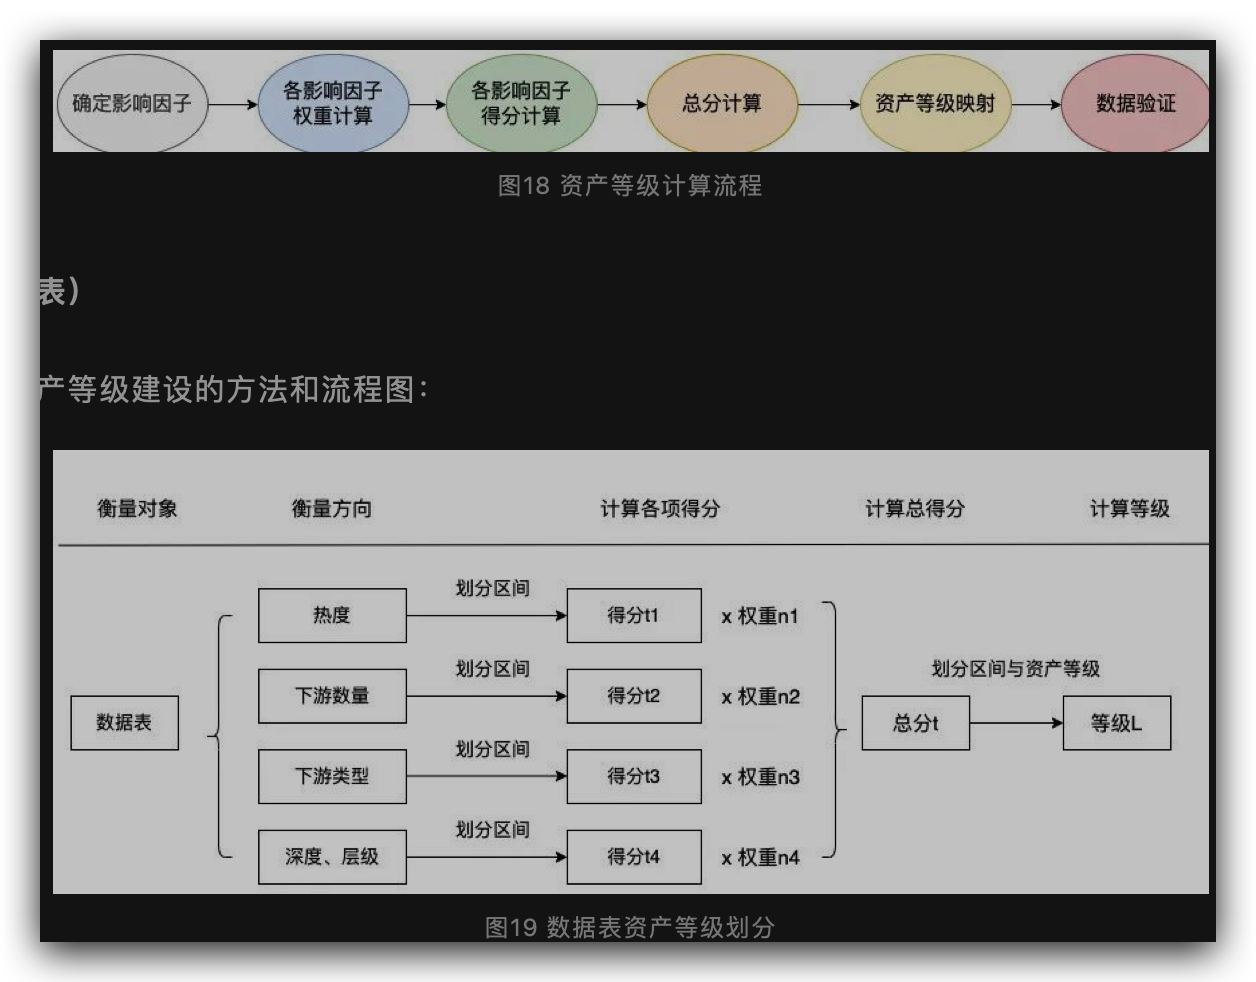 确定影响因子
各影响因子
权重计算
各影响因子
得分计算
总分计算
资产等级映射
数据验证
图18 资产等级计算流程
表）
产等级建设的方法和流程图：
衡量对象
衡量方向
计算各项得分
计算总得分
计算等级
数据表
热度
划分区间
得分t1
x 权重n1
下游数量
划分区间
得分t2
x 权重n2
下游类型
划分区间
得分t3
x 权重n3
深度、层级
划分区间
得分t4
x 权重n4
总分t
划分区间与资产等级
等级L
图19 数据表资产等级划分